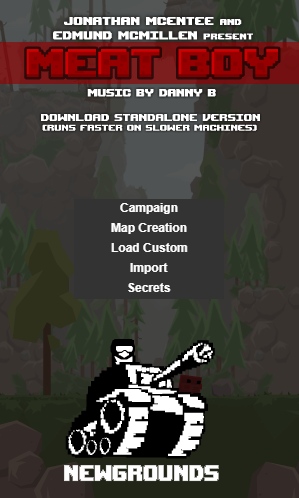 JONATHAN MCENTEE AND
EDMUND MCMILLEN PRESENT
MEAT BOY
MUSIC BY DANNY B
DOWNLOAD STANDALONE VERSION
(RUNS FASTER ON SLOWER MACHINES)
Campaign
Map Creation
Load Custom
Import
Secrets
NEWGROUNDS